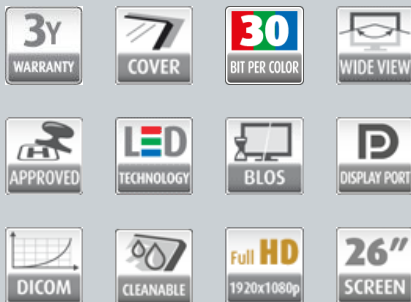 3Y
WARRANTY
COVER
30
BIT PER COLOR
WIDE VIEW
H
APPROVED
LED
TECHNOLOGY
BLOS
D
DISPLAY PORT
DICOM
CLEANABLE
Full HD
1920x1080p
26"
SCREEN